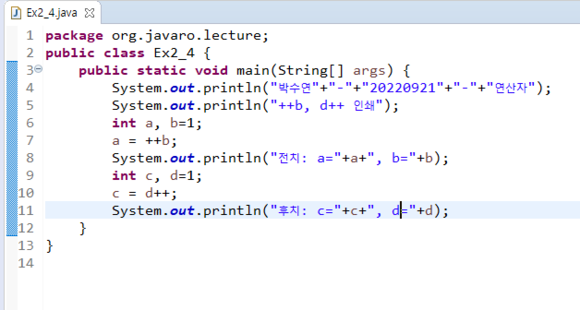 Ex2_4.java
1 package org.javaro.lecture;
2 public class Ex2_4 {
3 public static void main(String[] args) {
4 System.out.println("박수연"+"-"+"20220921"+"-"+"연산자");
5 System.out.println("++b, d++ 인쇄");
6 int a, b=1;
7 a = ++b;
8 System.out.println("전치: a="+a+", b="+b);
9 int c, d=1;
10 c = d++;
11 System.out.println("후치: c="+c+", d="+d);
12 }
13 }
14